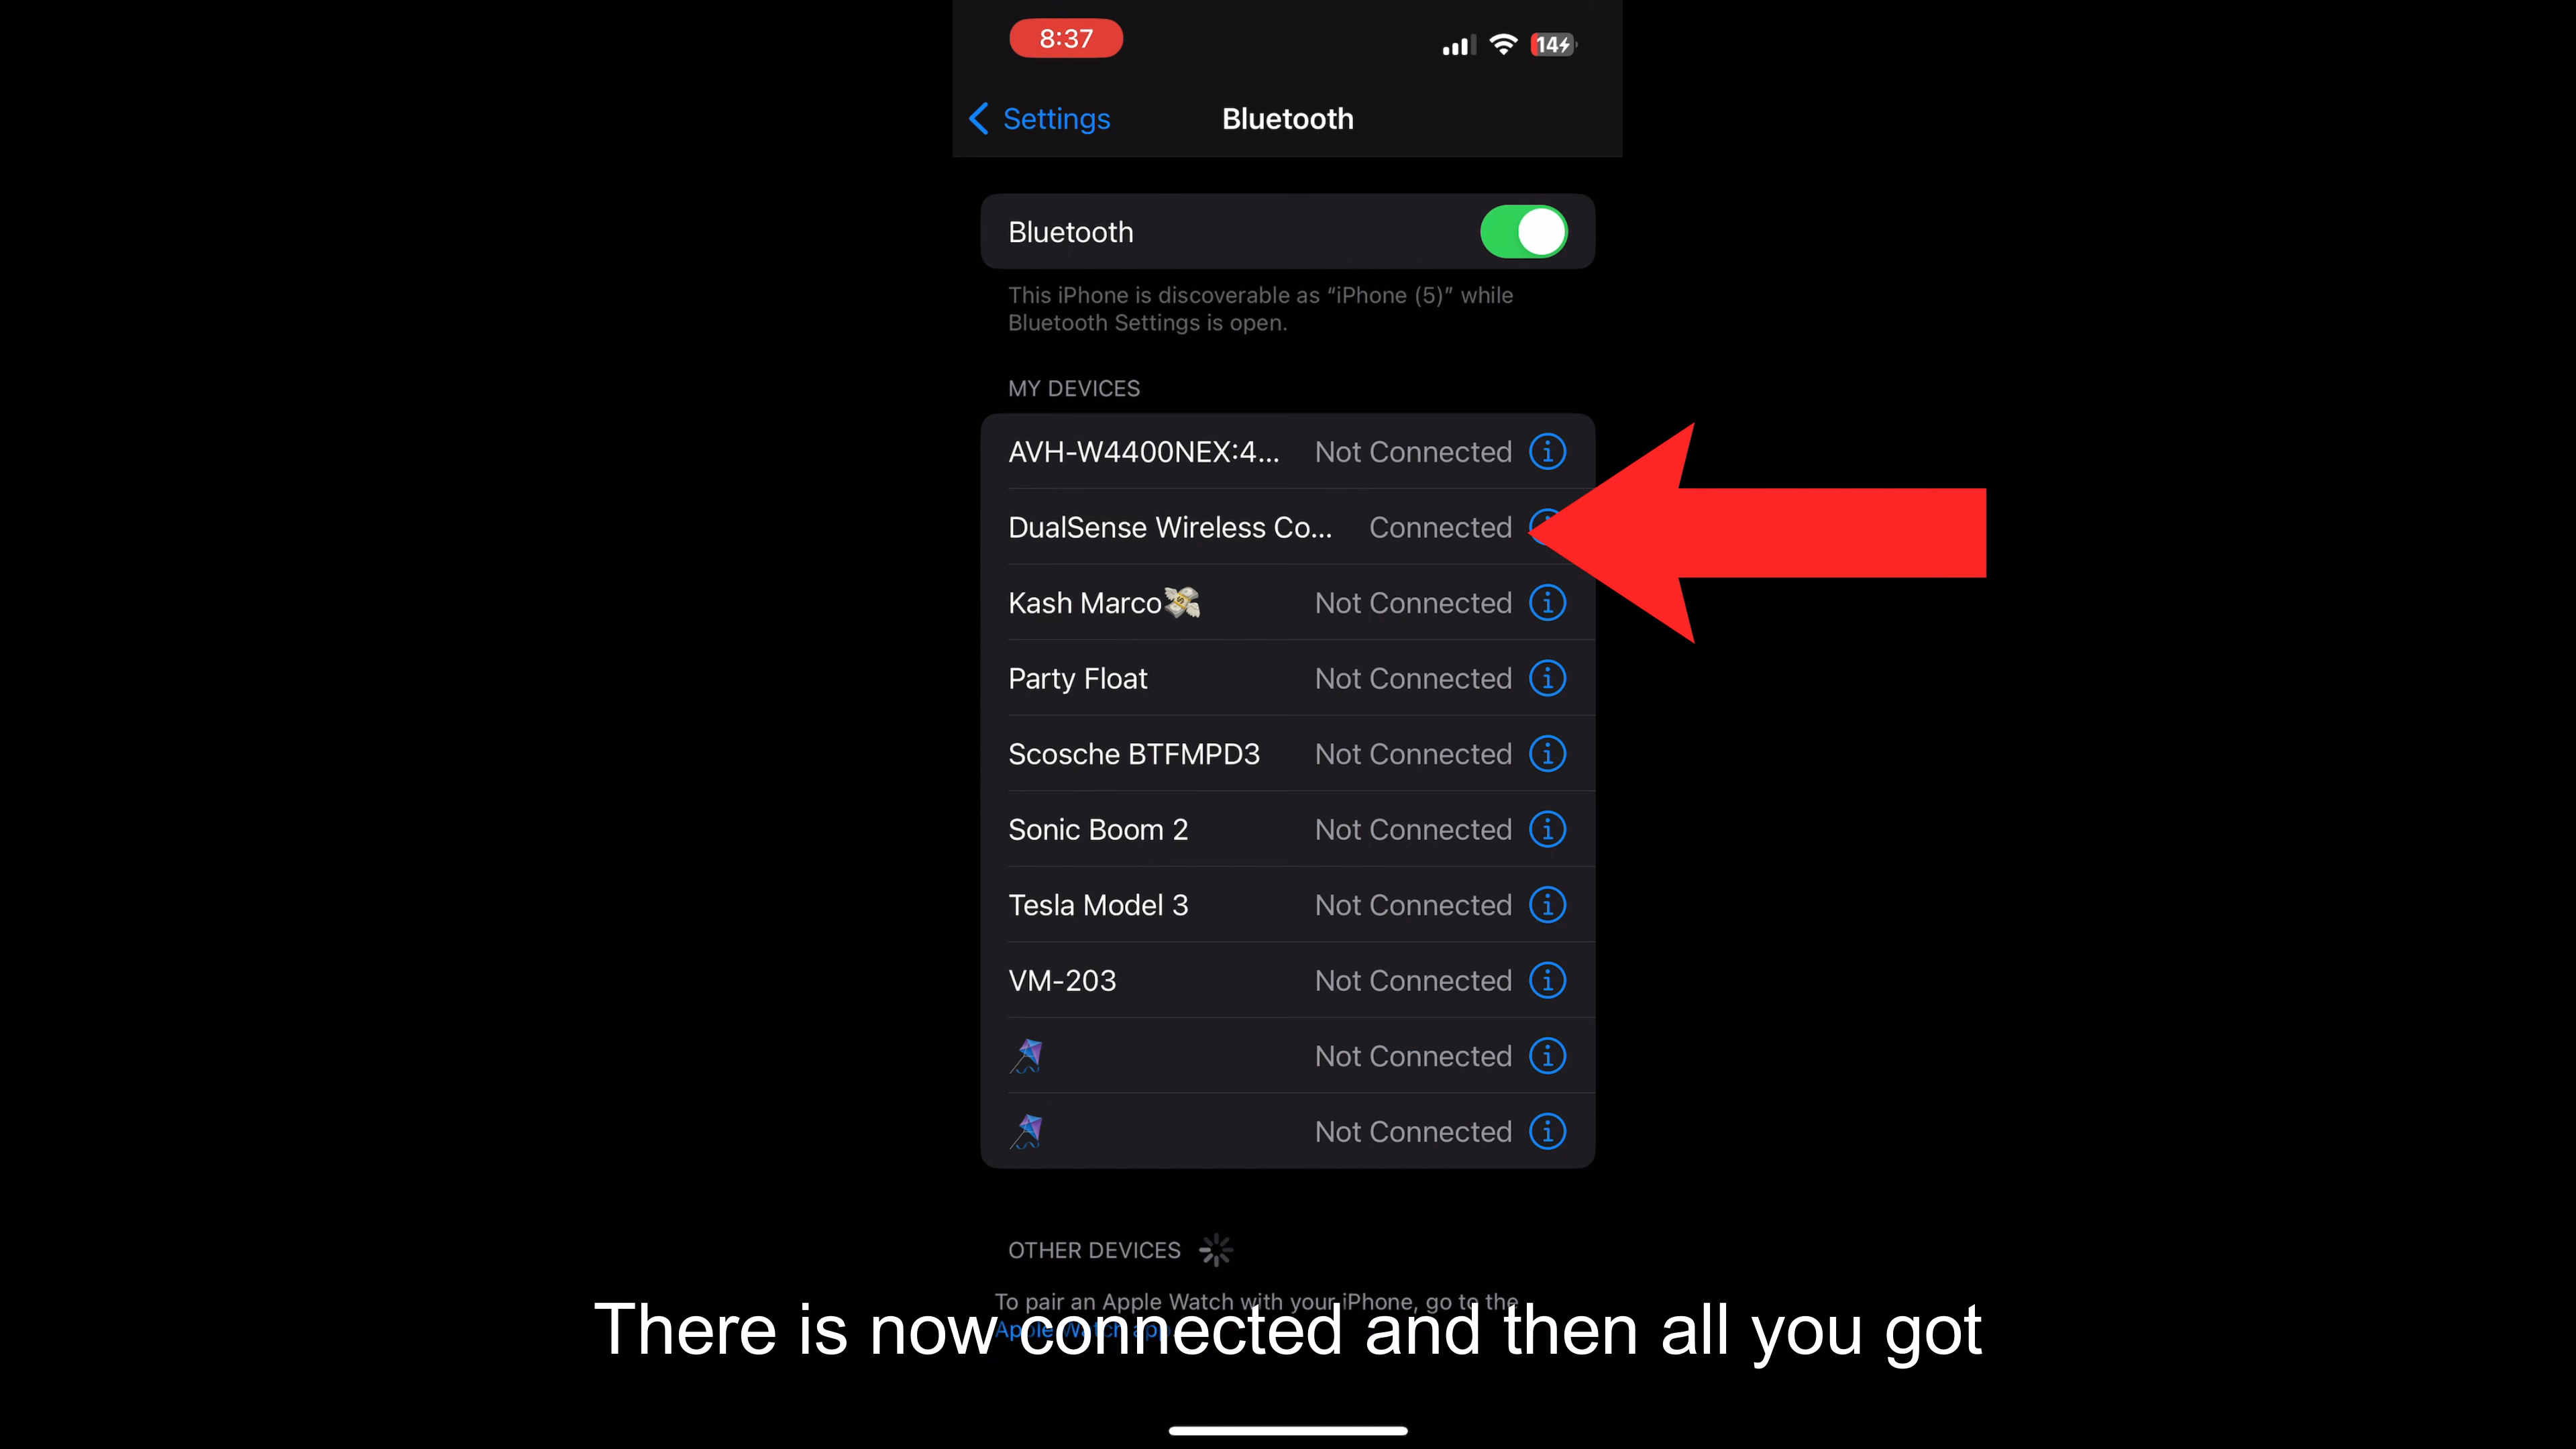 8:37
14
Settings
Bluetooth
Bluetooth
This iPhone is discoverable as “iPhone (5)” while
Bluetooth Settings is open.
MY DEVICES
AVH-W4400NEX:4... Not Connected
DualSense Wireless Co... Connected
Kash Marco💸 Not Connected
Party Float Not Connected
Scosche BTFMPD3 Not Connected
Sonic Boom 2 Not Connected
Tesla Model 3 Not Connected
VM-203 Not Connected
🪁 Not Connected
🪁 Not Connected
OTHER DEVICES
To pair an Apple Watch with your iPhone, go to the
Apple Watch app.
There is now connected and then all you got